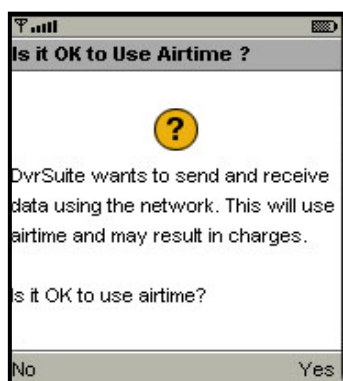 Is it OK to Use Airtime ?
?
DvrSuite wants to send and receive
data using the network. This will use
airtime and may result in charges.
Is it OK to use airtime?
No Yes